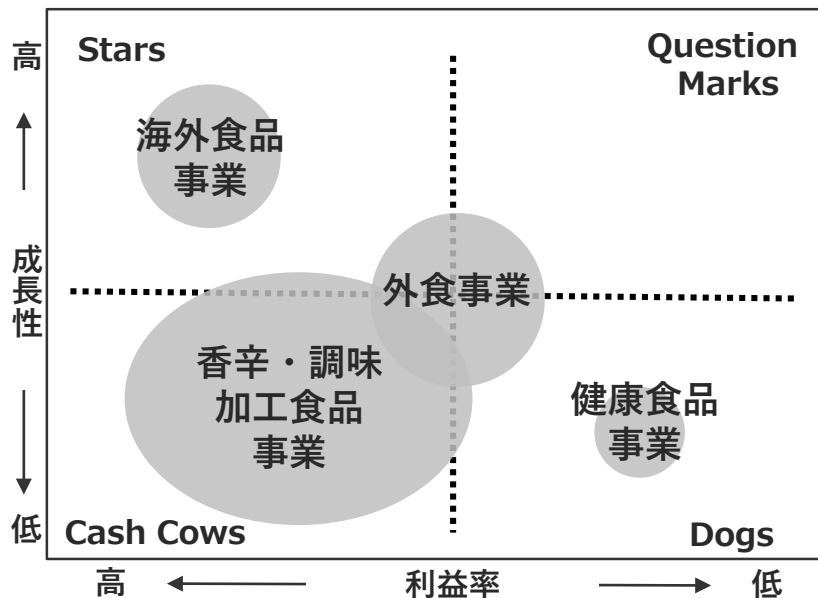 Stars
Question
Marks
高
海外食品
事業
成長性
外食事業
香辛・調味
加工食品
事業
健康食品
事業
低
Cash Cows
Dogs
高
利益率
低